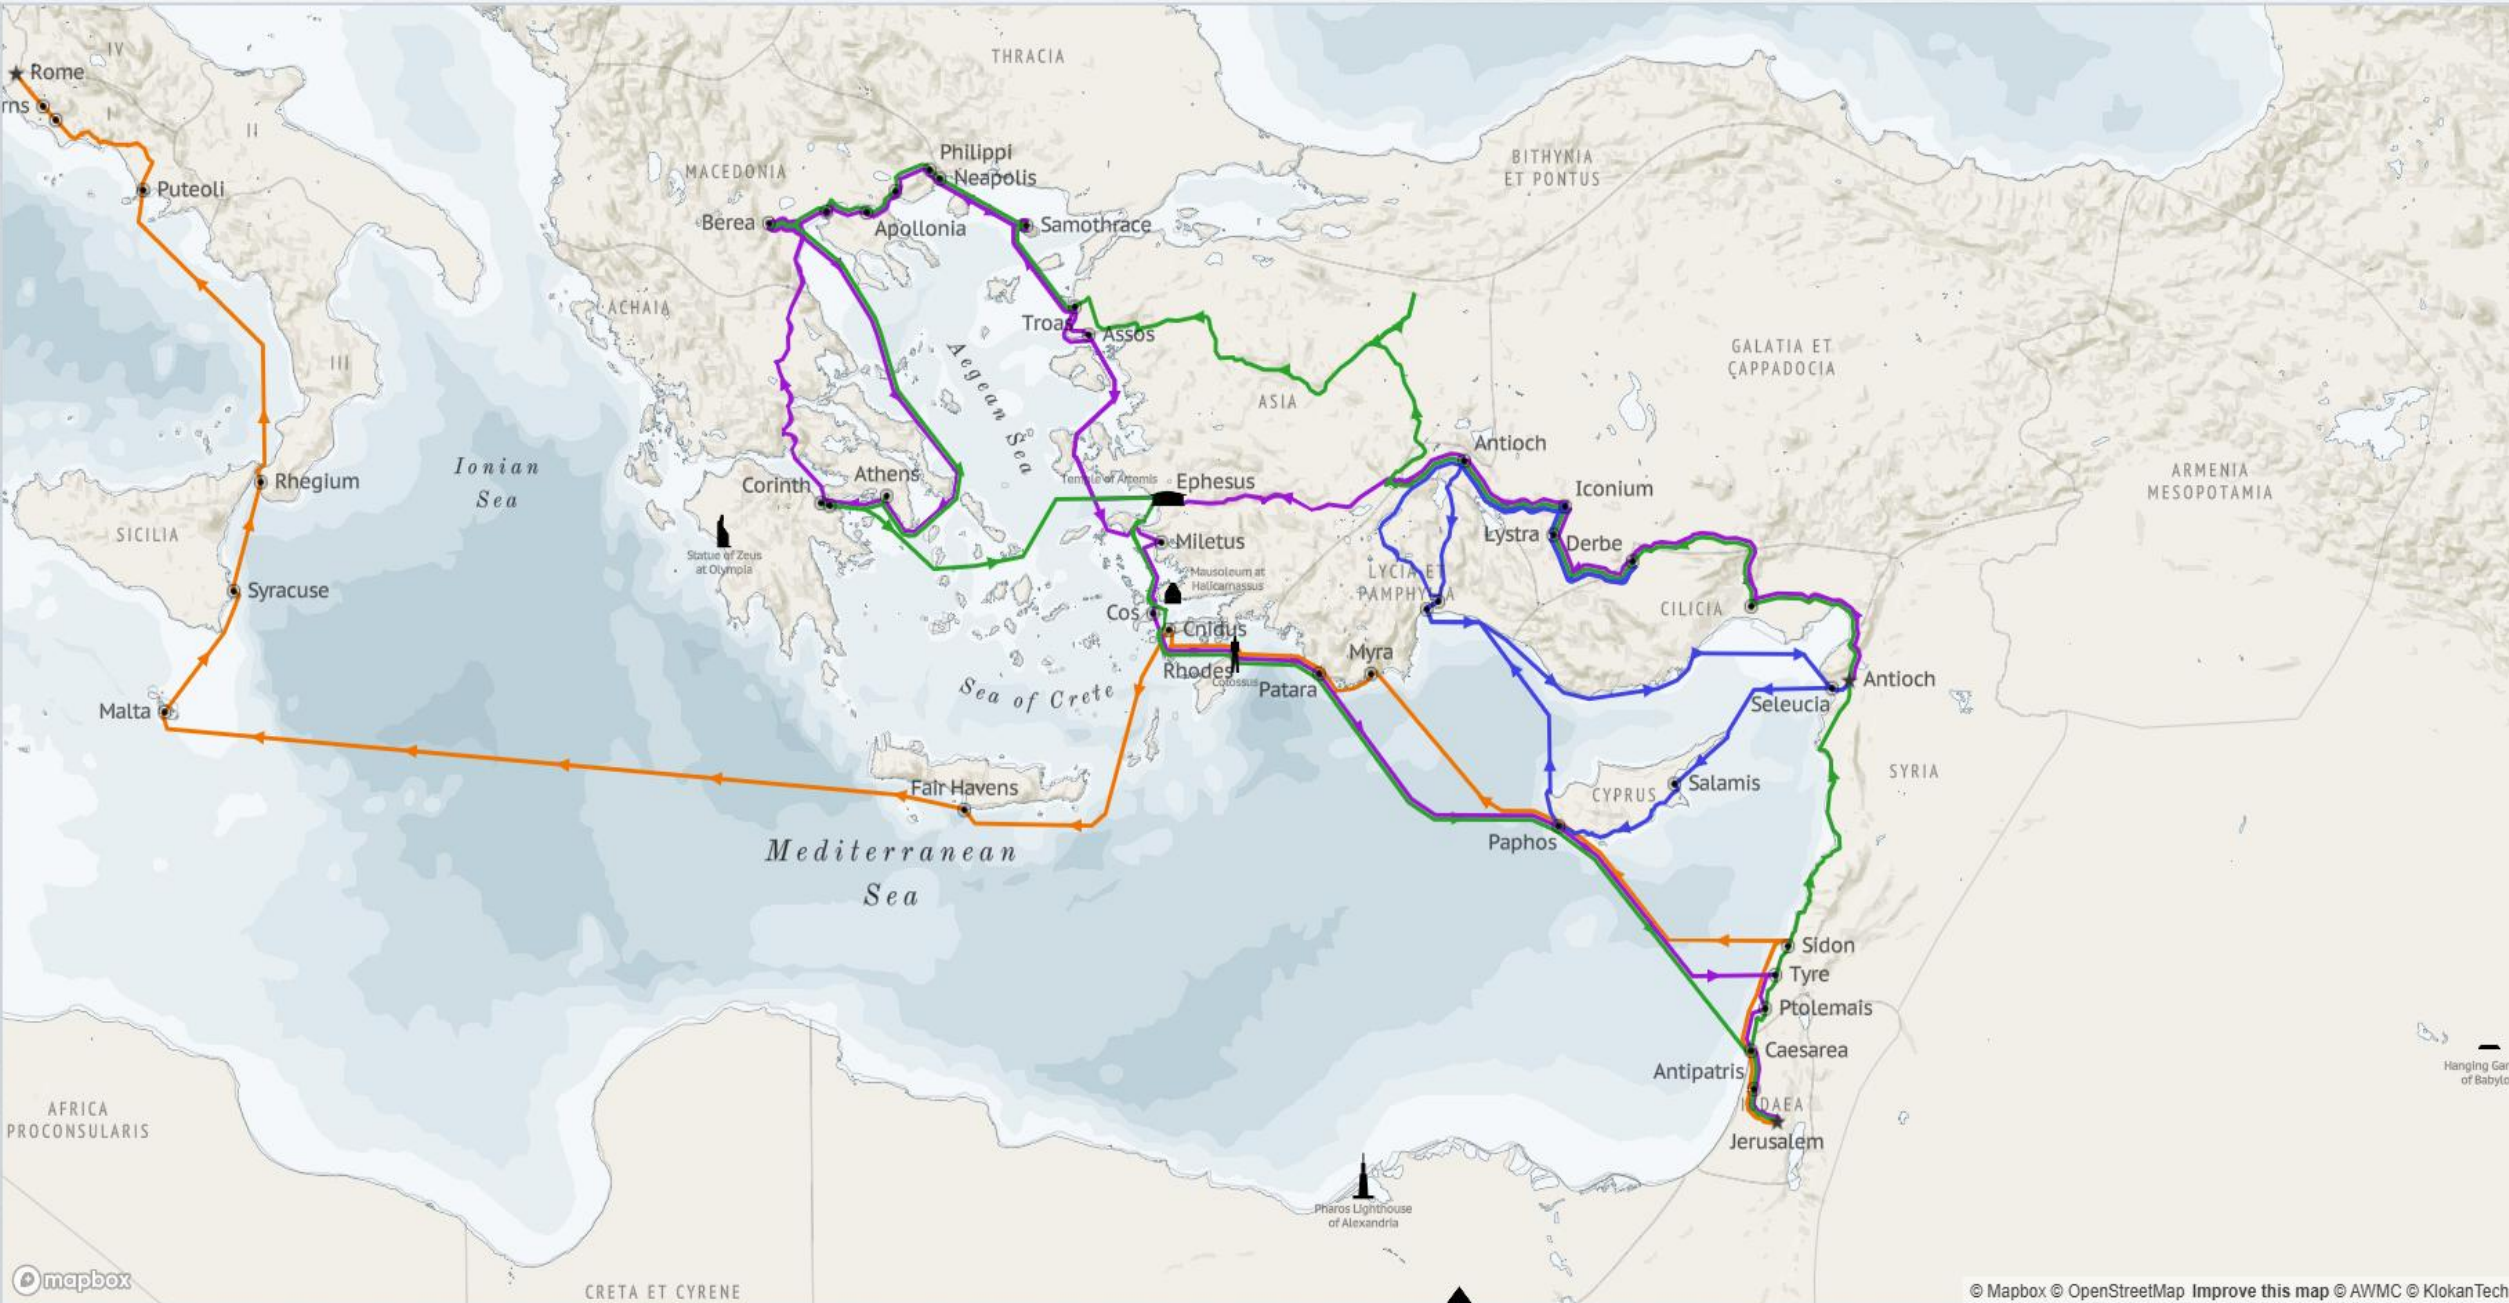 THRACIA
IV
Rome
rns
I
II
Philippi
BITHYNIA
ET PONTUS
MACEDONIA
Neapolis
Puteoli
Berea
Apollonia
Samothrace
ACHAIA
Troas
Assos
GALATIA ET
CAPPADOCIA
III
Aegean Sea
ASIA
Antioch
Ionian
Sea
Athens
Temple of Artemis
Ephesus
ARMENIA
MESOPOTAMIA
Rhegium
Corinth
Iconium
SICILIA
Statue of Zeus
at Olympia
Miletus
Lystra
Derbe
Mausoleum at
Halicarnassus
LYCIA ET
Syracuse
Cos
CILICIA
Cnidus
Myra
Rhodes
Colossus
Patara
Antioch
Sea of Crete
Seleucia
Malta
SYRIA
Fair Havens
CYPRUS
Salamis
Mediterranean
Sea
Paphos
Sidon
Tyre
Ptolemais
Caesarea
Antipatris
Hanging Gar
of Babylo
AFRICA
PROCONSULARIS
Jerusalem
Pharos Lighthouse
of Alexandria
mapbox
CRETA ET CYRENE
© Mapbox © OpenStreetMap Improve this map © AWMC © KlokanTech